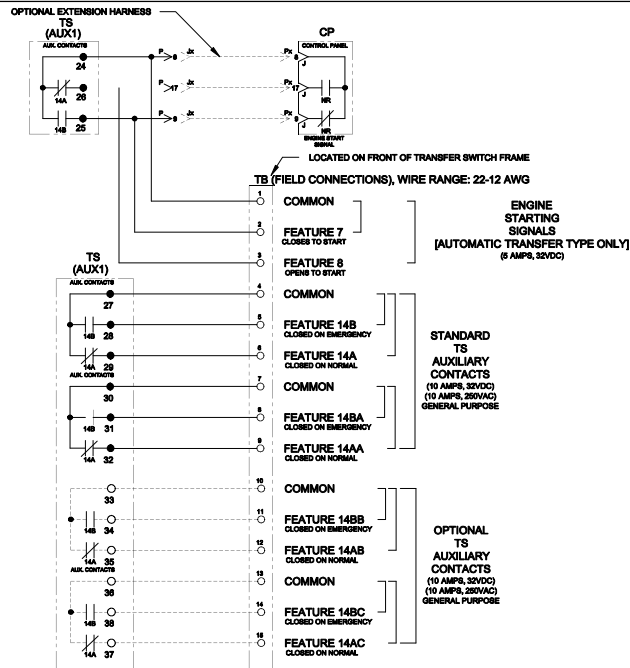 OPTIONAL EXTENSION HARNESS
TS
(AUX1)
AUX. CONTACTS
24
14A 26
14B 25
P 8 Jx
P 17 Jx
P 9 Jx
Px 8 J
Px 17 J
Px 9 J
CP
CONTROL PANEL
NR
NR
ENGINE START
SIGNAL
LOCATED ON FRONT OF TRANSFER SWITCH FRAME
TB (FIELD CONNECTIONS), WIRE RANGE: 22-12 AWG
1 COMMON
2 FEATURE 7
CLOSES TO START
3 FEATURE 8
OPENS TO START
ENGINE
STARTING
SIGNALS
[AUTOMATIC TRANSFER TYPE ONLY]
(5 AMPS, 32VDC)
TS
(AUX1)
AUX. CONTACTS
27
14B 28
14A 29
AUX. CONTACTS
30
14B 31
14A 32
4 COMMON
5 FEATURE 14B
CLOSED ON EMERGENCY
6 FEATURE 14A
CLOSED ON NORMAL
7 COMMON
8 FEATURE 14BA
CLOSED ON EMERGENCY
9 FEATURE 14AA
CLOSED ON NORMAL
STANDARD
TS
AUXILIARY
CONTACTS
(10 AMPS, 32VDC)
(10 AMPS, 250VAC)
GENERAL PURPOSE
33
14B 34
14A 35
AUX. CONTACTS
36
14B 38
14A 37
10 COMMON
11 FEATURE 14BB
CLOSED ON EMERGENCY
12 FEATURE 14AB
CLOSED ON NORMAL
13 COMMON
14 FEATURE 14BC
CLOSED ON EMERGENCY
15 FEATURE 14AC
CLOSED ON NORMAL
OPTIONAL
TS
AUXILIARY
CONTACTS
(10 AMPS, 32VDC)
(10 AMPS, 250VAC)
GENERAL PURPOSE